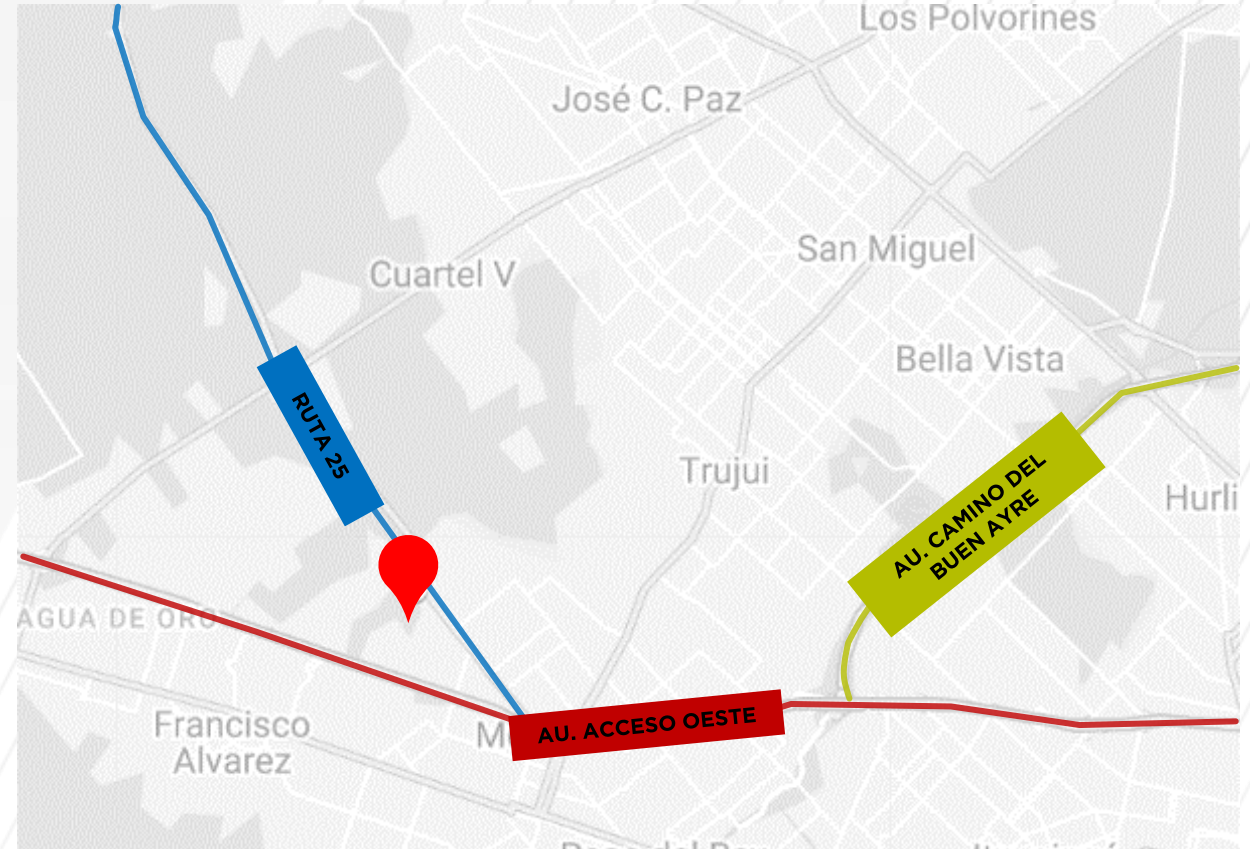 Los Polvorines
José C. Paz
San Miguel
Cuartel V
Bella Vista
RUTA 25
Trujui
AU. CAMINO DEL
BUEN AYRE
Hurli
AGUA DE ORO
AU. ACCESO OESTE
Francisco
Alvarez